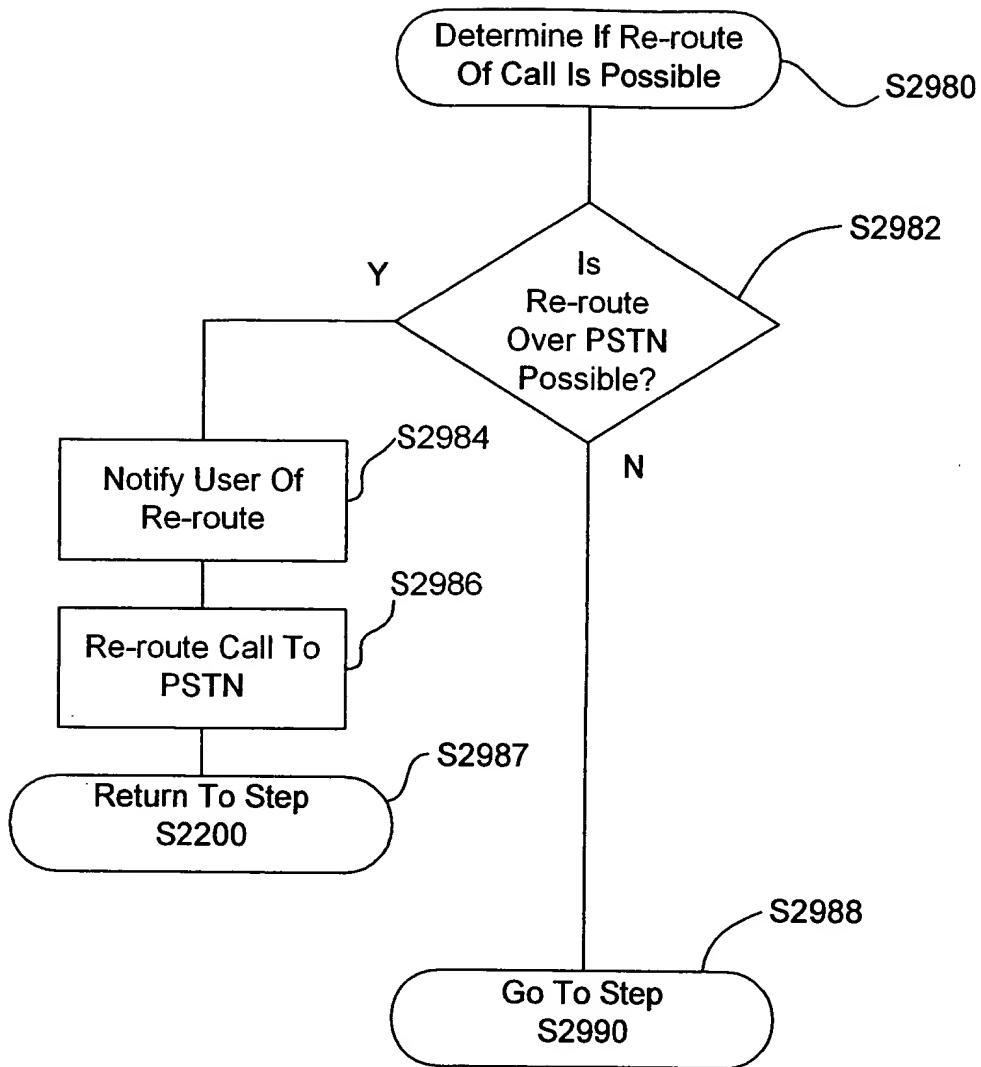 Determine If Re-route
Of Call Is Possible
S2980
S2982
Is
Re-route
Over PSTN
Possible?
Y
N
S2984
Notify User Of
Re-route
S2986
Re-route Call To
PSTN
S2987
Return To Step
S2200
S2988
Go To Step
S2990